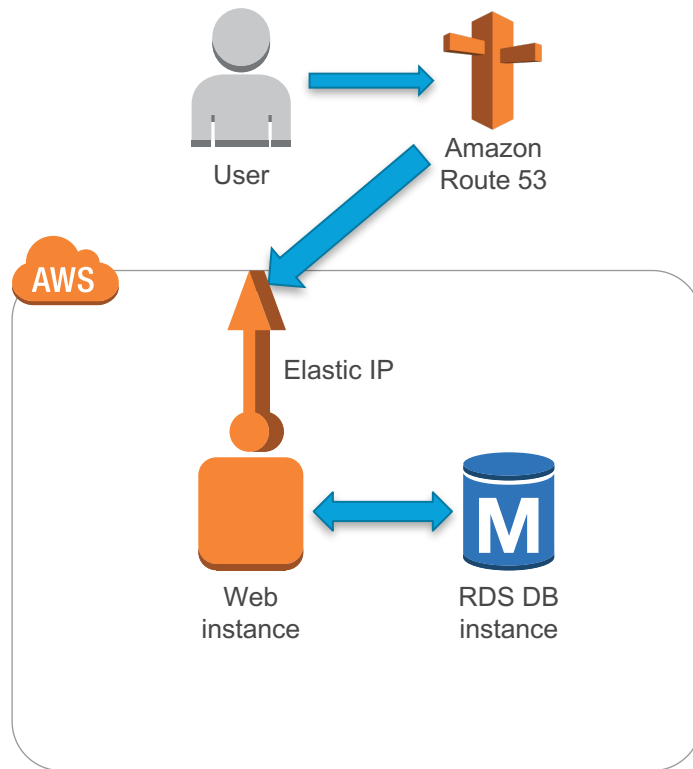 User
Amazon
Route 53
AWS
Elastic IP
M
Web
instance
RDS DB
instance